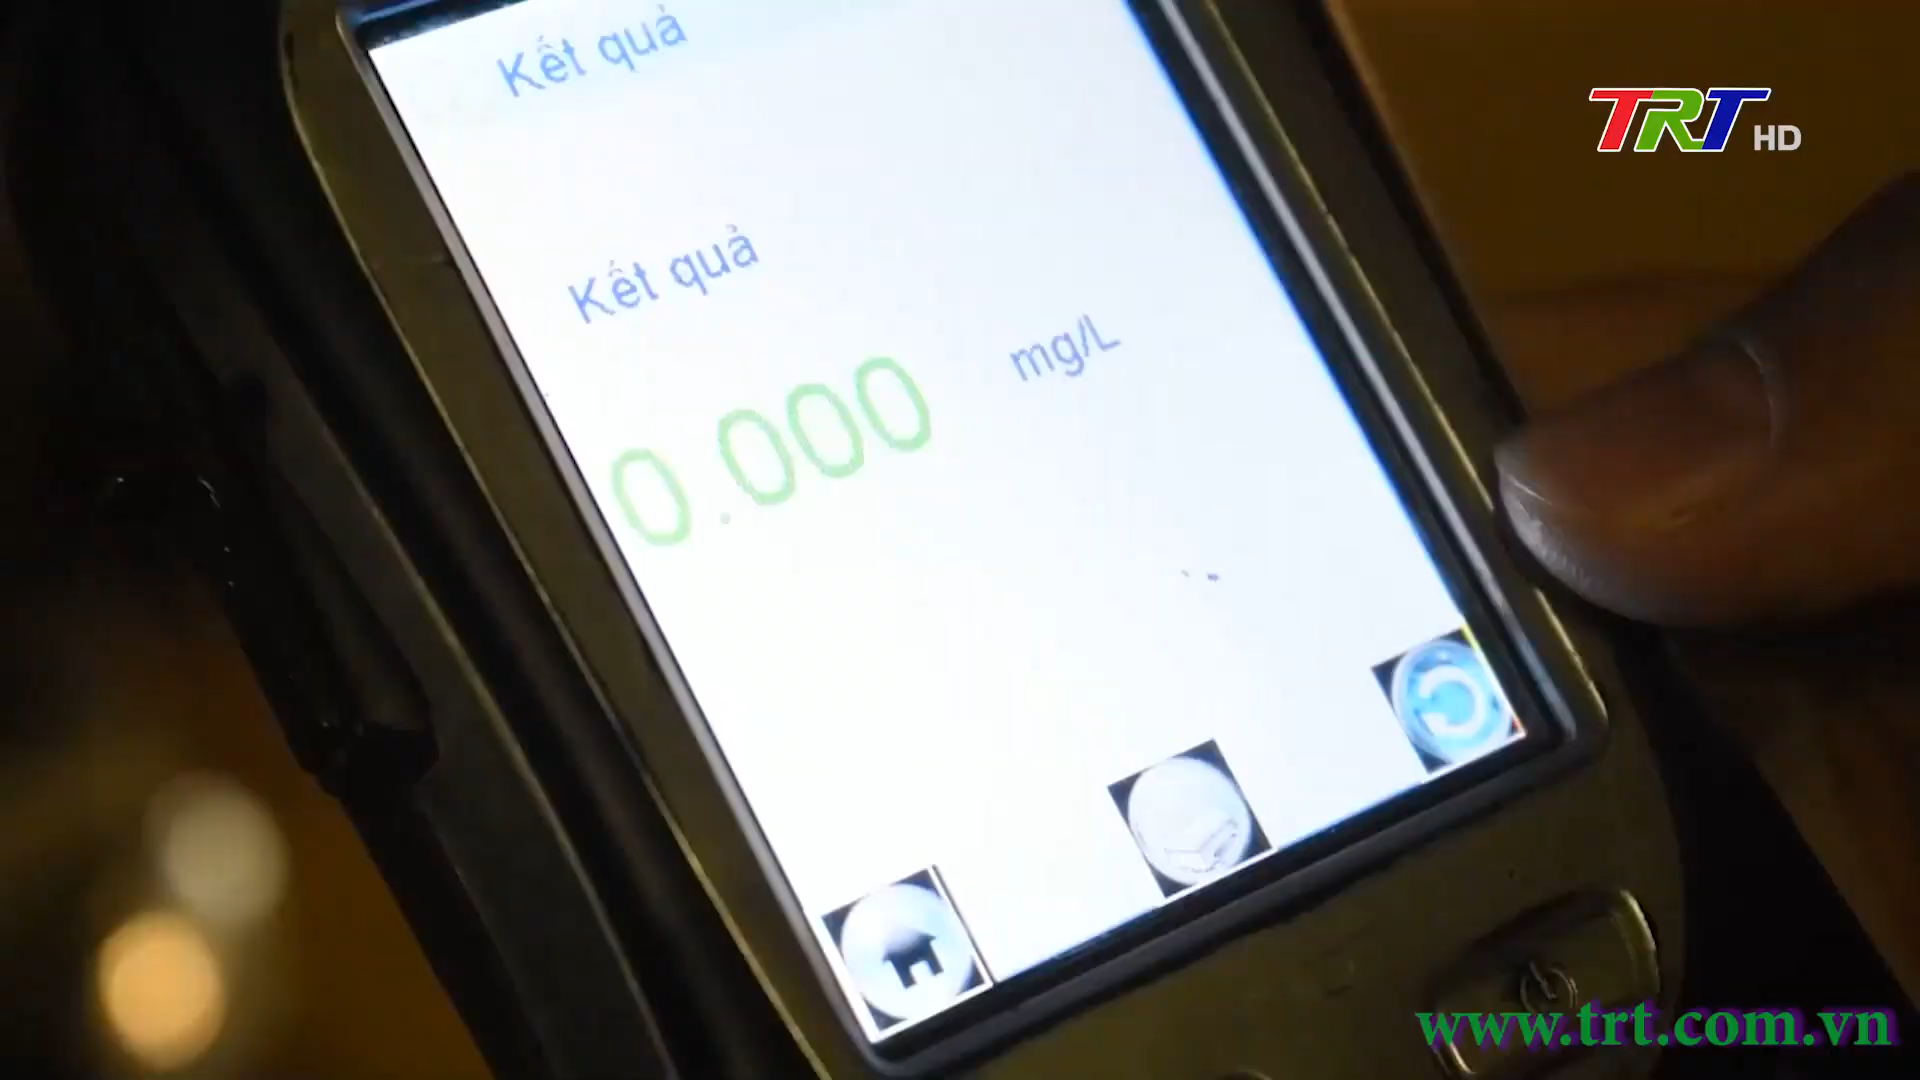 Kết quả
TRT HD
Kết quả
mg/L
0.000
www.trt.com.vn